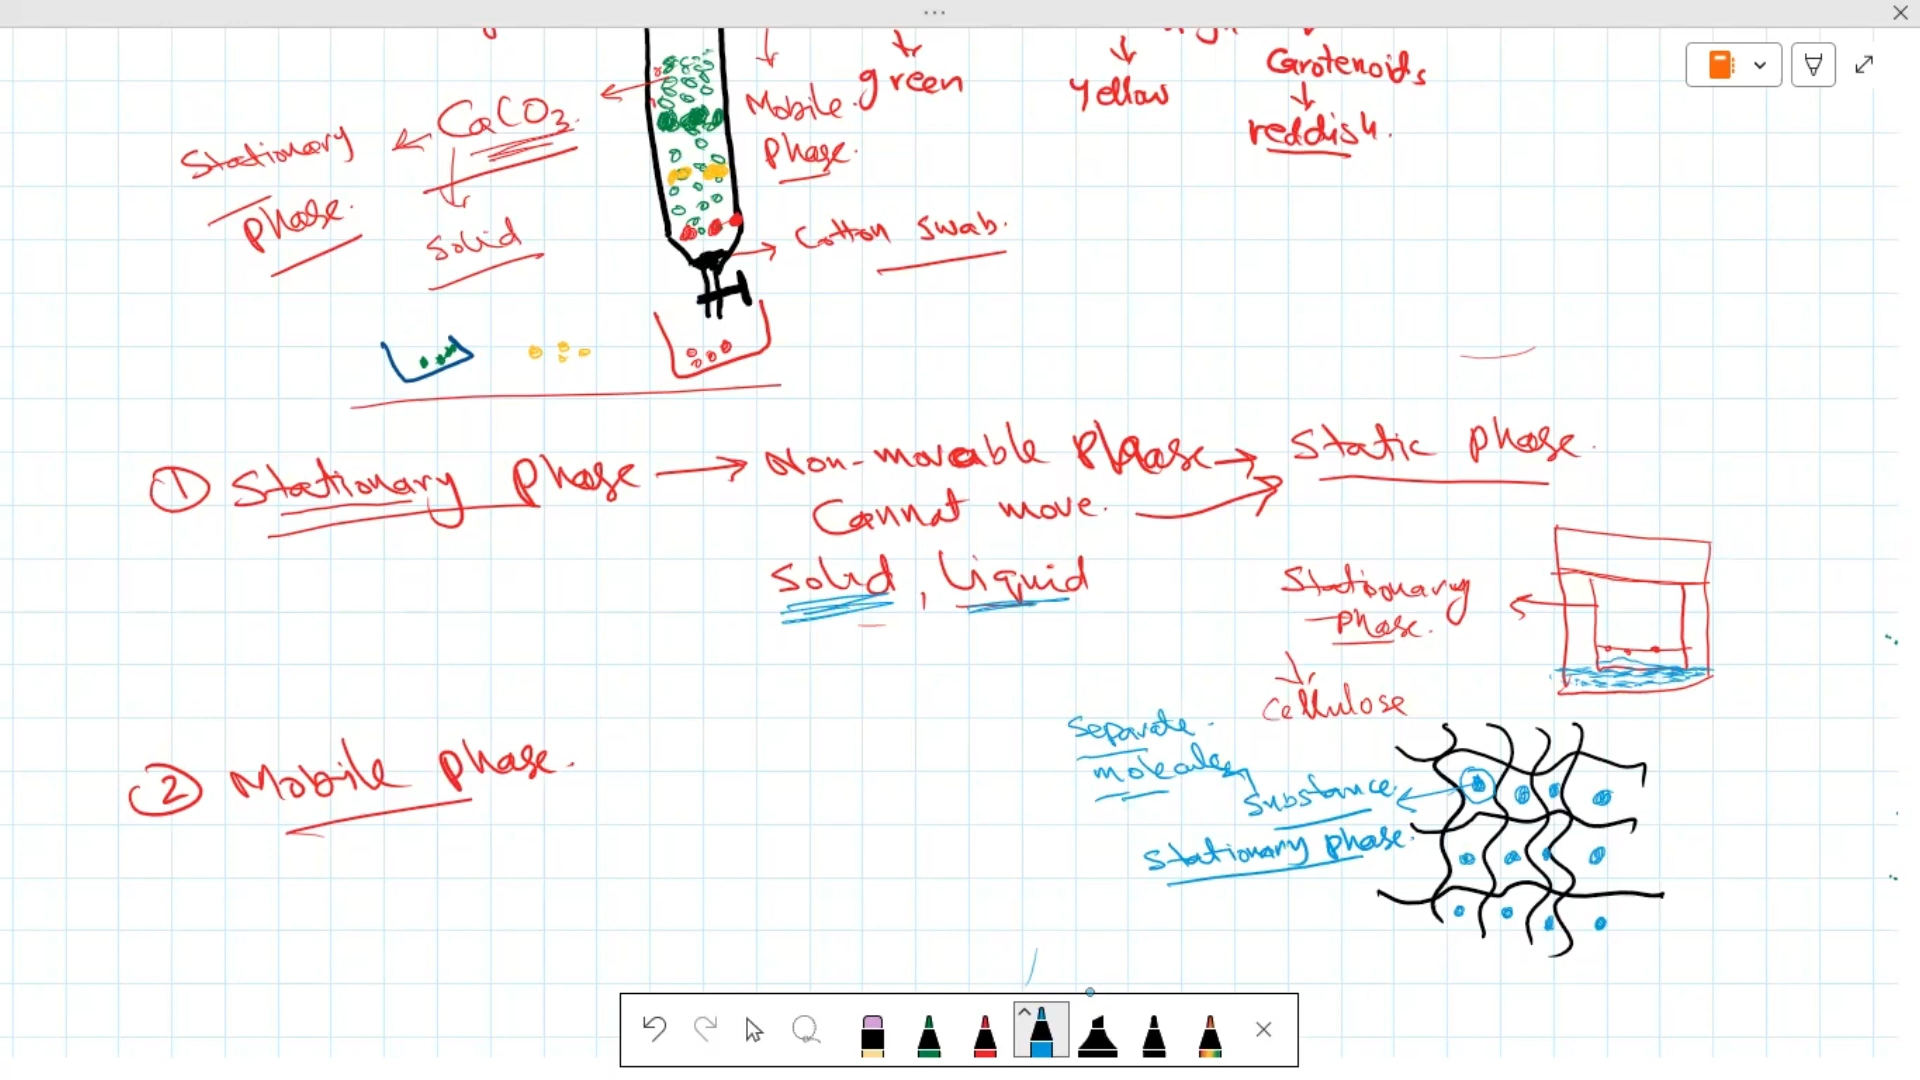 green
Yellow
Carotenoids
reddish.
Mobile
phase.
CaCO3.
Stationary
phase.
Solid
Cotton Swab.
① Stationary phase → Non-movable Phase → Static phase.
Cannat move.
Solid, Liquid
Stationary
phase.
cellulose
Separate
molecules
Substance
Stationary phase.
② Mobile phase.